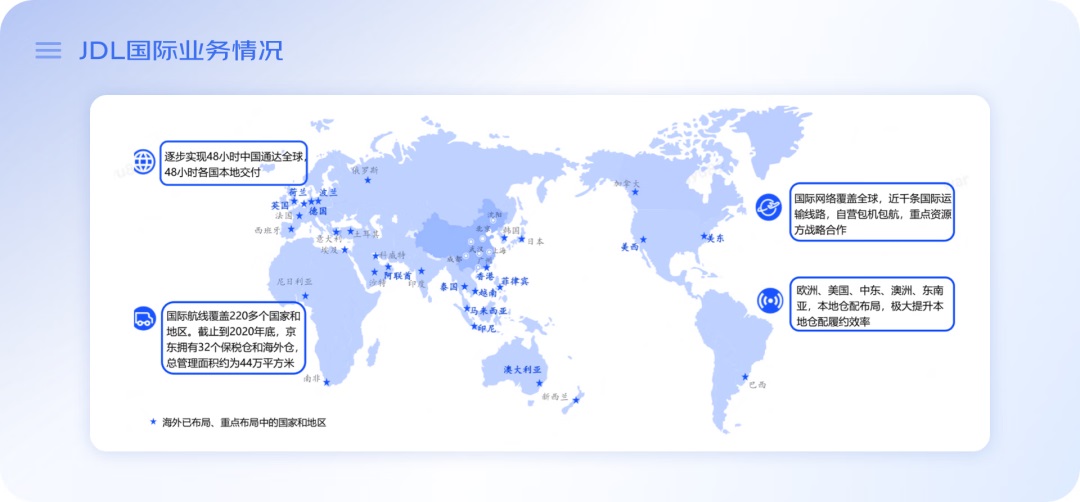 JDL国际业务情况
逐步实现48小时中国通达全球，
48小时各国本地交付
国际航线覆盖220多个国家和
地区。截止到2020年底，京
东拥有32个保税仓和海外仓，
总管理面积约为44万平方米
国际网络覆盖全球，近千条国际运
输线路，自营包机包航，重点资源
方战略合作
欧洲、美国、中东、澳洲、东南
亚，本地仓配布局，极大提升本
地仓配履约效率
俄罗斯
荷兰
波兰
英国
德国
法国
西班牙
意大利
土耳其
埃及
科威特
沙特
阿联酋
印度
尼日利亚
南非
沈阳
北京
韩国
日本
武汉
上海
成都
广州
香港
菲律宾
泰国
越南
马来西亚
印尼
澳大利亚
新西兰
加拿大
美西
美东
巴西
海外已布局、重点布局中的国家和地区